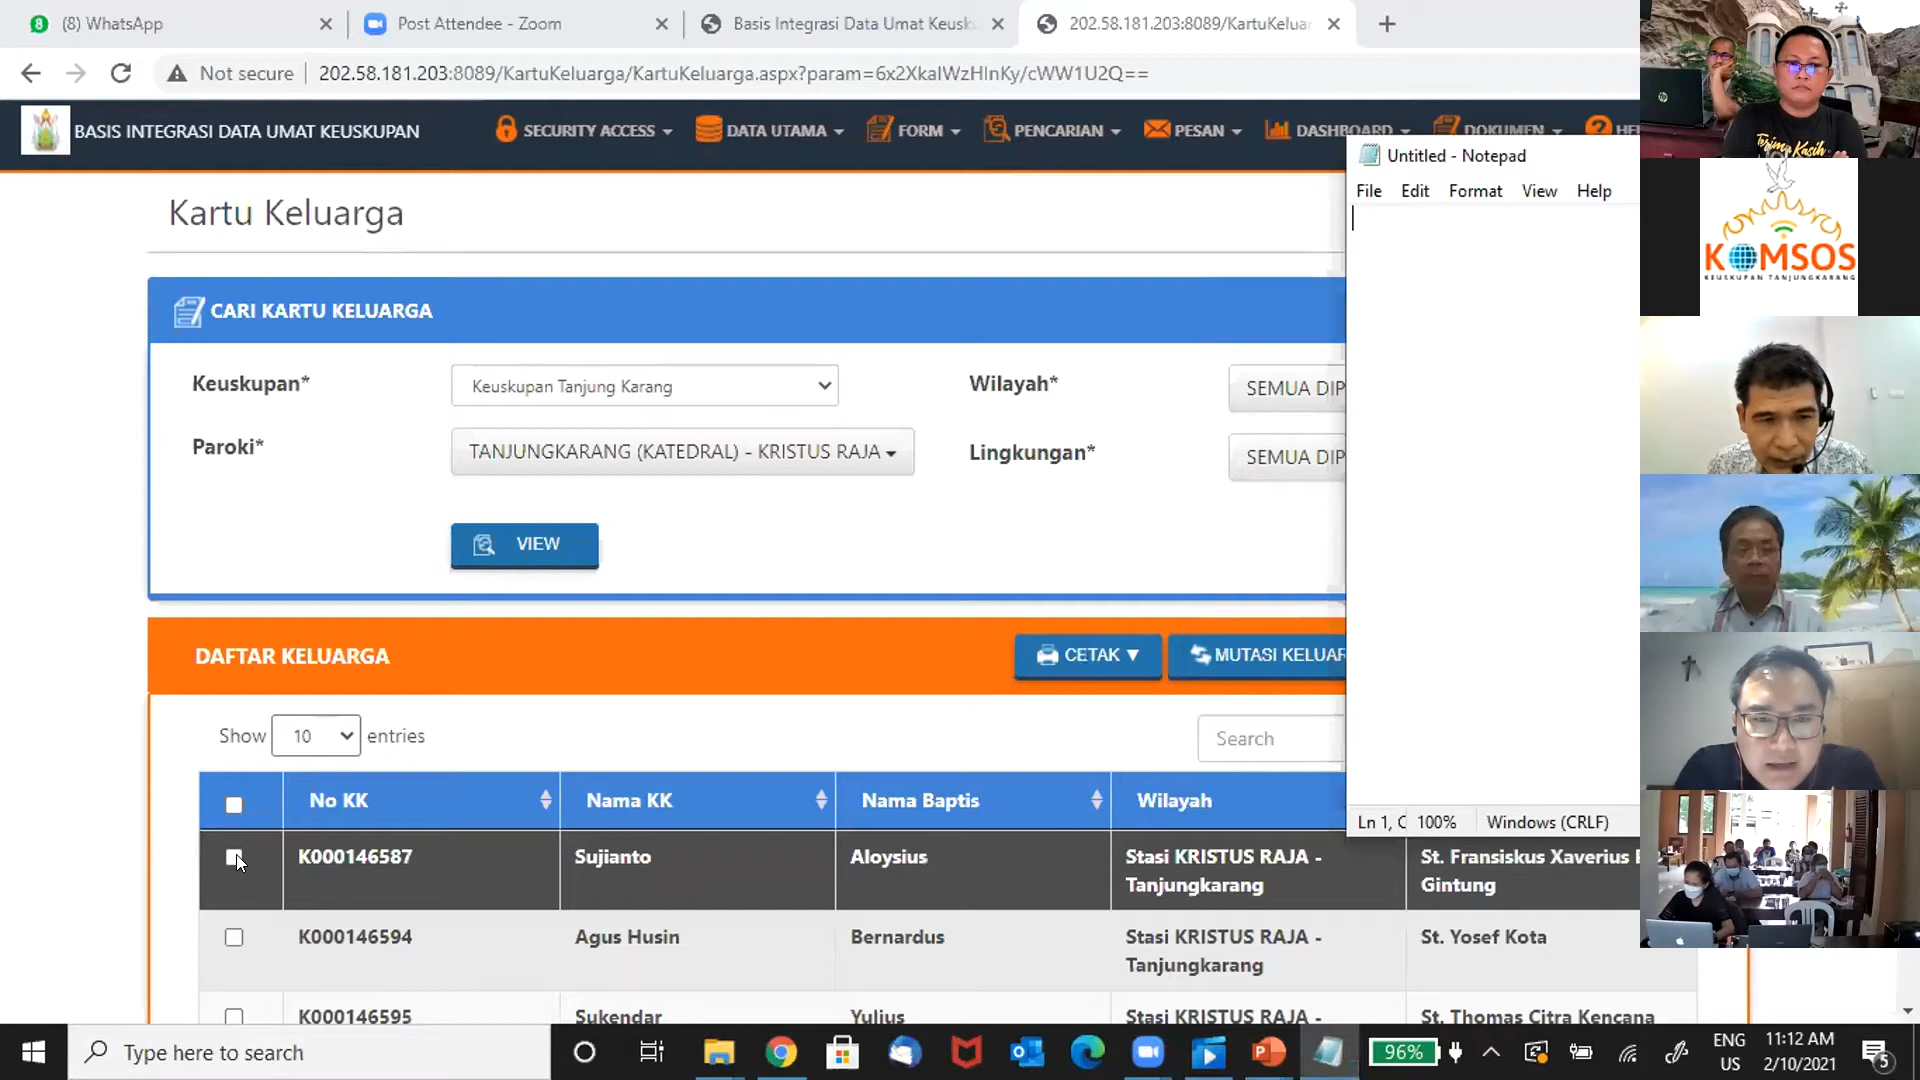 (8) WhatsApp
Post Attendee - Zoom
Basis Integrasi Data Umat Keusk
202.58.181.203:8089/KartuKeluar
Not secure
202.58.181.203:8089/KartuKeluarga/KartuKeluarga.aspx?param=6x2XkaIWzHInKy/cWW1U2Q==
BASIS INTEGRASI DATA UMAT KEUSKUPAN
SECURITY ACCESS
DATA UTAMA
FORM
PENCARIAN
PESAN
DASHBOARD
DOKUMEN
HE
Untitled - Notepad
File Edit Format View Help
Terima Kasih
KOMSOS
KEUSKUPAN TANJUNGKARANG
Kartu Keluarga
CARI KARTU KELUARGA
Keuskupan*
Keuskupan Tanjung Karang
Wilayah*
SEMUA DIP
Paroki*
TANJUNGKARANG (KATEDRAL) - KRISTUS RAJA
Lingkungan*
SEMUA DIP
VIEW
DAFTAR KELUARGA
CETAK ▼
MUTASI KELUAR
Show 10 entries
Search
Ln 1, C 100% Windows (CRLF)
No KK Nama KK Nama Baptis Wilayah
K000146587 Sujianto Aloysius Stasi KRISTUS RAJA - St. Fransiskus Xaverius
Tanjungkarang Gintung
K000146594 Agus Husin Bernardus Stasi KRISTUS RAJA - St. Yosef Kota
Tanjungkarang
K000146595 Sukendar Yulius Stasi KRISTUS RAJA - St. Thomas Citra Kencana
Type here to search
96%
ENG
US
11:12 AM
2/10/2021
5